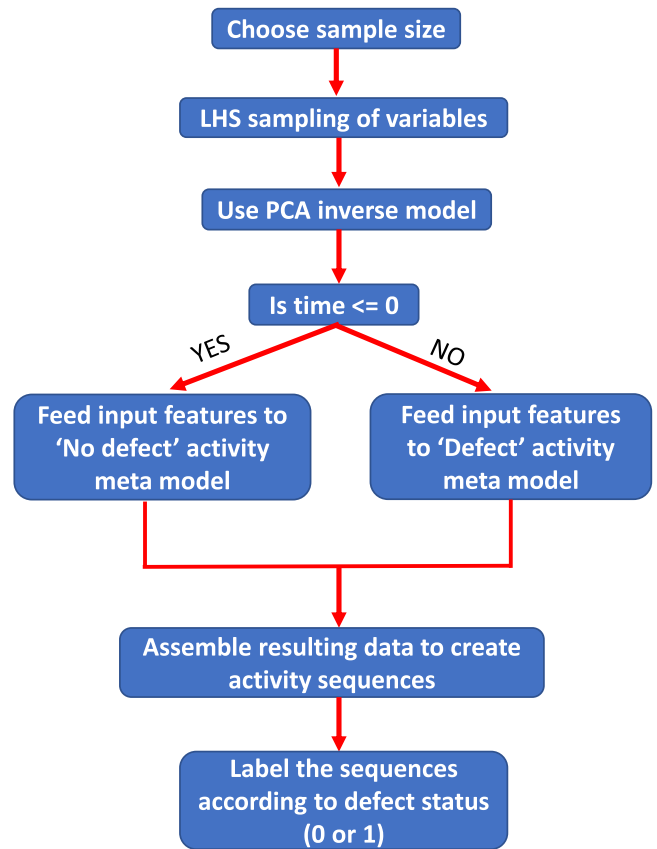 Choose sample size
LHS sampling of variables
Use PCA inverse model
Is time <= 0
YES
NO
Feed input features to
‘No defect’ activity
meta model
Feed input features
to ‘Defect’ activity
meta model
Assemble resulting data to create
activity sequences
Label the sequences
according to defect status
(0 or 1)